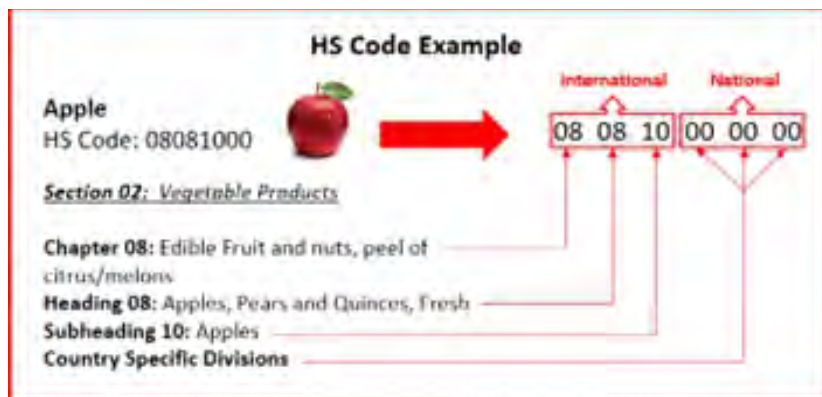 HS Code Example
International National
Apple
HS Code: 08081000
08 08 10 00 00 00
Section 02: Vegetable Products
Chapter 08: Edible Fruit and nuts, peel of
citrus/melons
Heading 08: Apples, Pears and Quinces, Fresh
Subheading 10: Apples
Country Specific Divisions